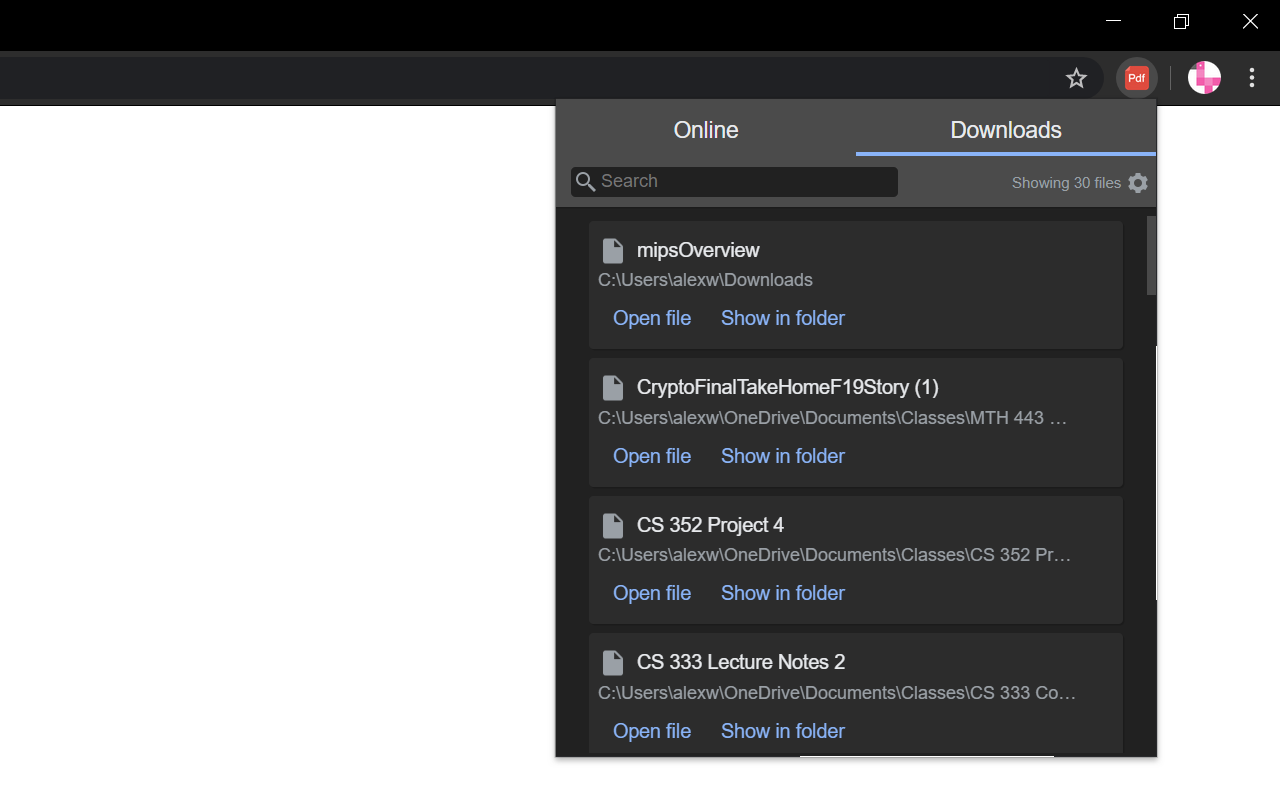 Pdf
Online Downloads
Search Showing 30 files
mipsOverview
C:\Users\alexw\Downloads
Open file Show in folder
CryptoFinalTakeHomeF19Story (1)
C:\Users\alexw\OneDrive\Documents\Classes\MTH 443 ...
Open file Show in folder
CS 352 Project 4
C:\Users\alexw\OneDrive\Documents\Classes\CS 352 Pr...
Open file Show in folder
CS 333 Lecture Notes 2
C:\Users\alexw\OneDrive\Documents\Classes\CS 333 Co...
Open file Show in folder